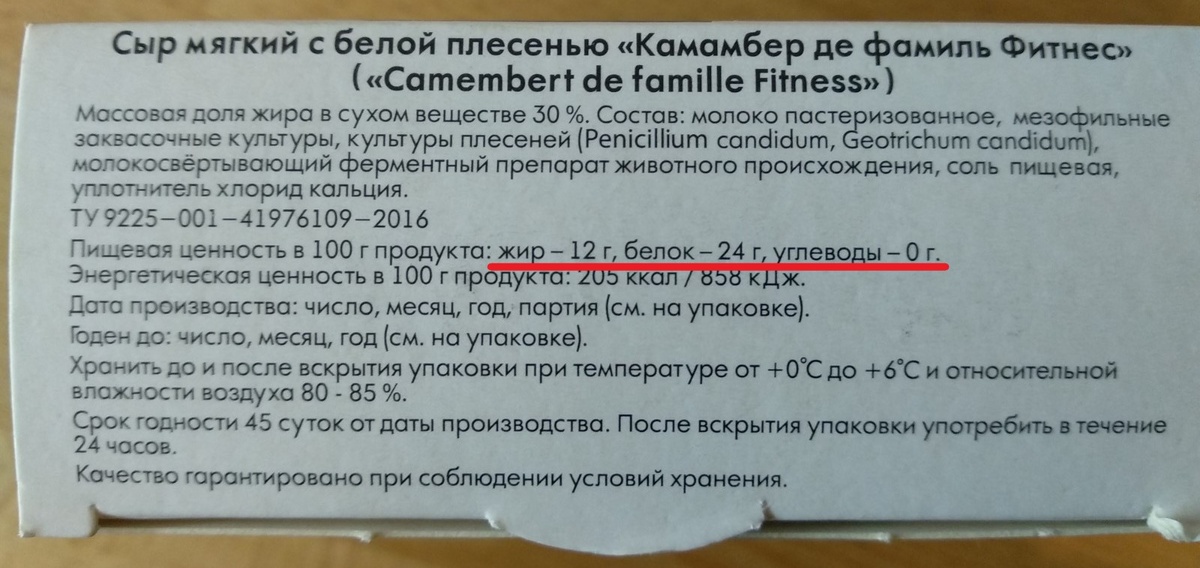 Сыр мягкий с белой плесенью «Камамбер де фамиль Фитнес»
(«Camembert de famille Fitness»)
Массовая доля жира в сухом веществе 30 %. Состав: молоко пастеризованное, мезофильные
заквасочные культуры, культуры плесеней (Penicillium candidum, Geotrichum candidum),
молокосвёртывающий ферментный препарат животного происхождения, соль пищевая,
уплотнитель хлорид кальция.
ТУ 9225-001-41976109-2016
Пищевая ценность в 100 г продукта: жир – 12 г, белок – 24 г, углеводы – 0 г.
Энергетическая ценность в 100 г продукта: 205 ккал / 858 кДж.
Дата производства: число, месяц, год, партия (см. на упаковке).
Годен до: число, месяц, год (см. на упаковке).
Хранить до и после вскрытия упаковки при температуре от +0°С до +6°С и относительной
влажности воздуха 80 - 85 %.
Срок годности 45 суток от даты производства. После вскрытия упаковки употребить в течение
24 часов.
Качество гарантировано при соблюдении условий хранения.